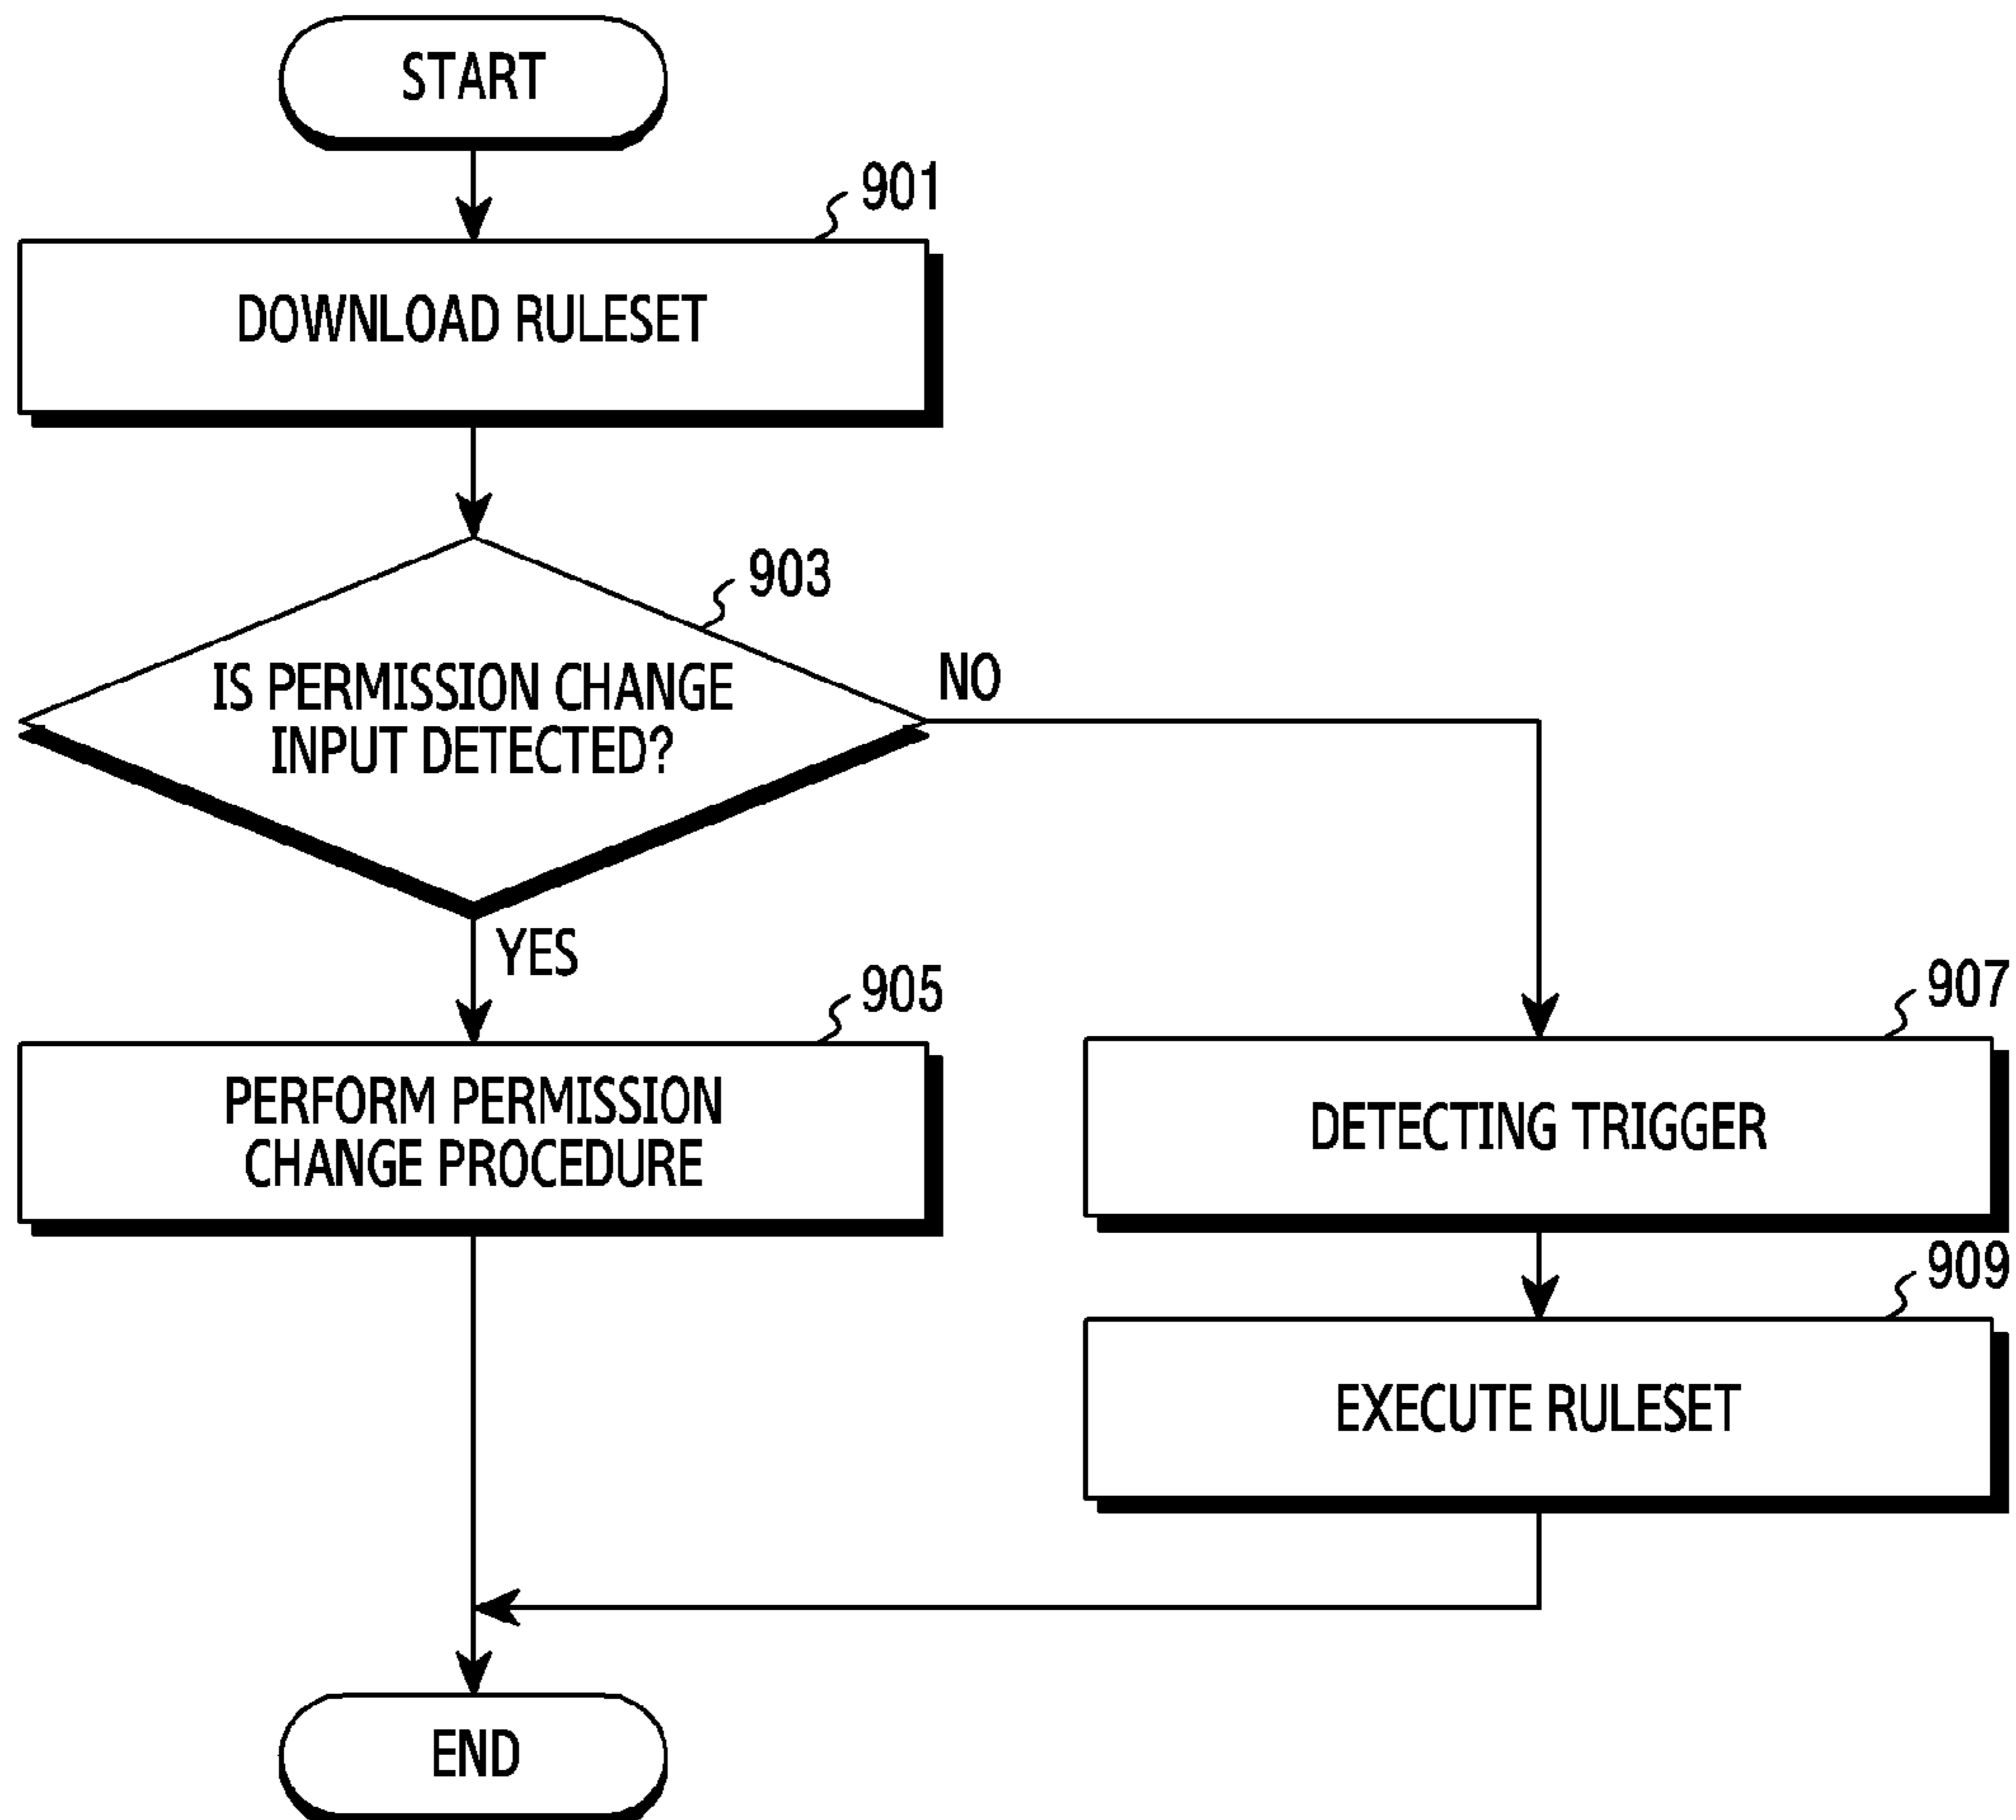 START
901
DOWNLOAD RULESET
903
IS PERMISSION CHANGE
INPUT DETECTED?
NO
YES
905
PERFORM PERMISSION
CHANGE PROCEDURE
907
DETECTING TRIGGER
909
EXECUTE RULESET
END